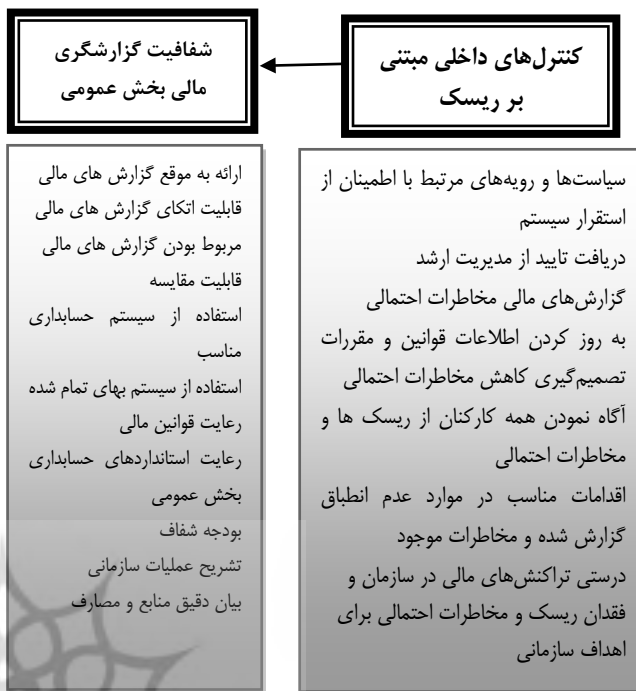 کنترل‌های داخلی مبتنی
بر ریسک
سیاست‌ها و رویه‌های مرتبط با اطمینان از
استقرار سیستم
دریافت تایید از مدیریت ارشد
گزارش‌های مالی مخاطرات احتمالی
به روز کردن اطلاعات قوانین و مقررات
تصمیم‌گیری کاهش مخاطرات احتمالی
آگاه نمودن همه کارکنان از ریسک ها و
مخاطرات احتمالی
اقدامات مناسب در موارد عدم انطباق
گزارش شده و مخاطرات موجود
درستی تراکنش‌های مالی در سازمان و
فقدان ریسک و مخاطرات احتمالی برای
اهداف سازمانی
شفافیت گزارشگری
مالی بخش عمومی
ارائه به موقع گزارش های مالی
قابلیت اتکای گزارش های مالی
مربوط بودن گزارش های مالی
قابلیت مقایسه
استفاده از سیستم حسابداری
مناسب
استفاده از سیستم بهای تمام شده
رعایت قوانین مالی
رعایت استانداردهای حسابداری
بخش عمومی
بودجه شفاف
تشریح عملیات سازمانی
بیان دقیق منابع و مصارف